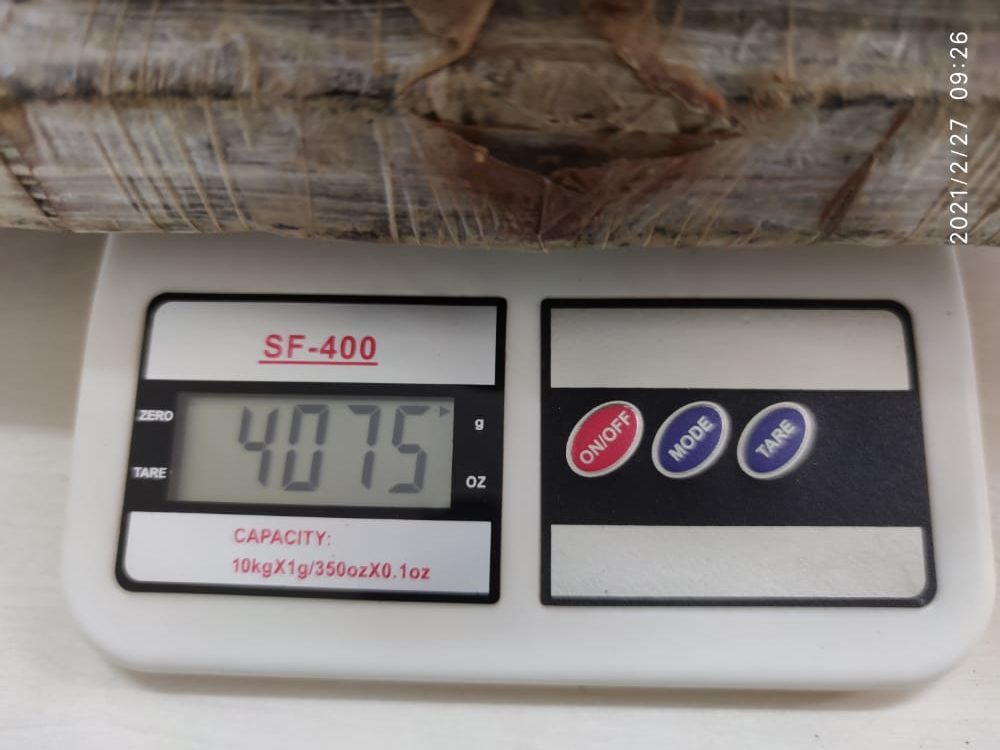 2021/2/27 09:26
SF-400
ZERO
4075
g
TARE
OZ
CAPACITY:
10kgX1g/350ozX0.1oz
ON/OFF
MODE
TARE